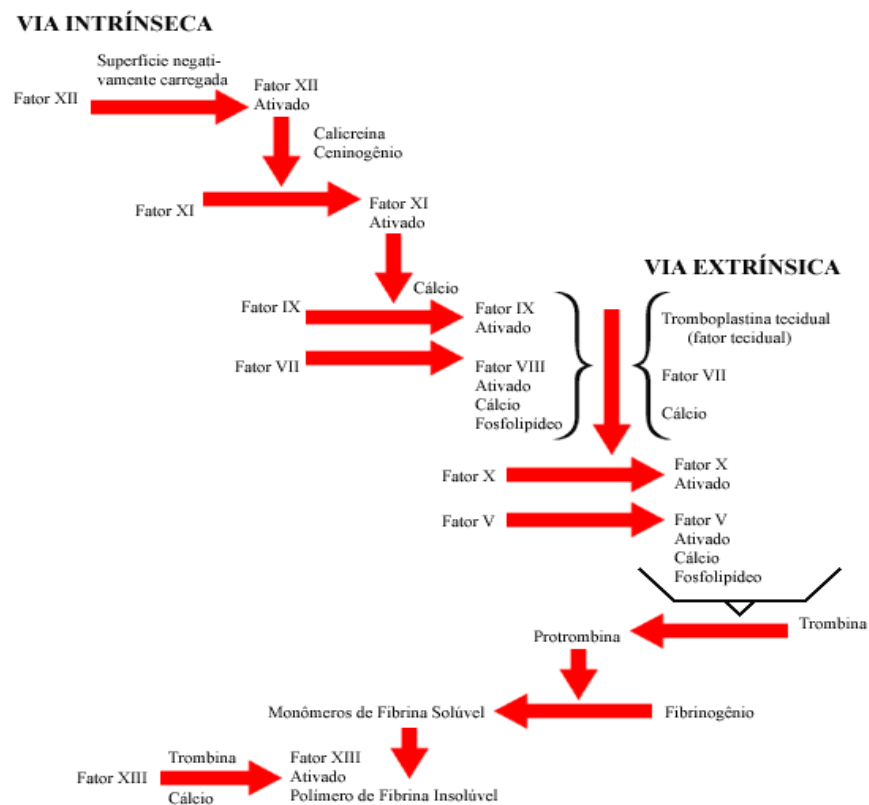 VIA INTRÍNSECA
Superfície negati-
vamente carregada
Fator XII
Fator XII
Ativado
Calicreína
Ceninogênio
Fator XI
Fator XI
Ativado
VIA EXTRÍNSICA
Cálcio
Fator IX
Fator IX
Ativado
Fator VII
Fator VIII
Ativado
Cálcio
Fosfolipídeo
Tromboplastina tecidual
(fator tecidual)
Fator VII
Cálcio
Fator X
Fator X
Ativado
Fator V
Fator V
Ativado
Cálcio
Fosfolipídeo
Protrombina
Trombina
Monômeros de Fibrina Solúvel
Fibrinogênio
Fator XIII
Trombina
Cálcio
Fator XIII
Ativado
Polímero de Fibrina Insolúvel